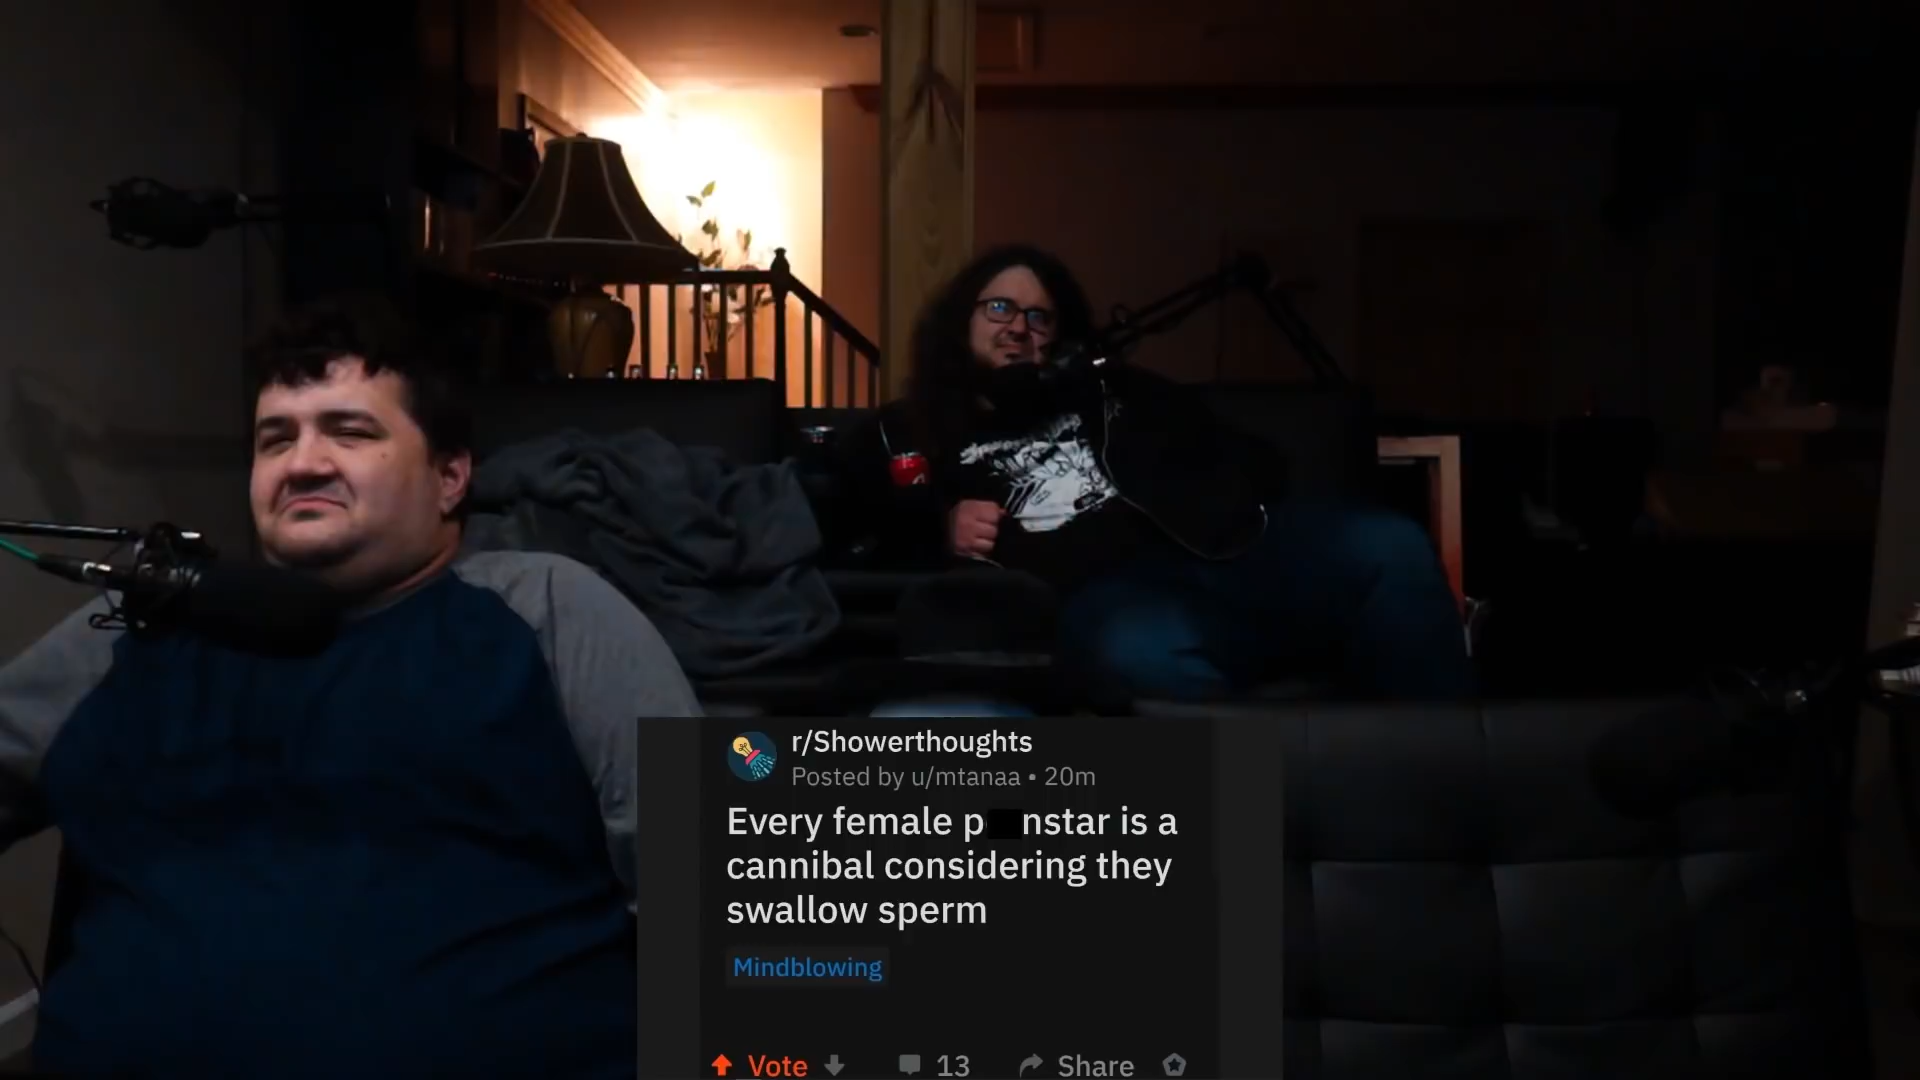 r/Showerthoughts
Posted by u/mtanaa • 20m
Every female p nstar is a
cannibal considering they
swallow sperm
Mindblowing
Vote
13
Share